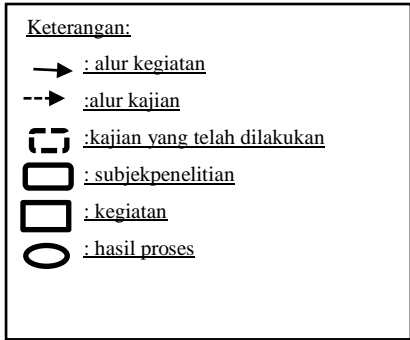 Keterangan:
: alur kegiatan
:alur kajian
:kajian yang telah dilakukan
: subjekpenelitian
: kegiatan
: hasil proses